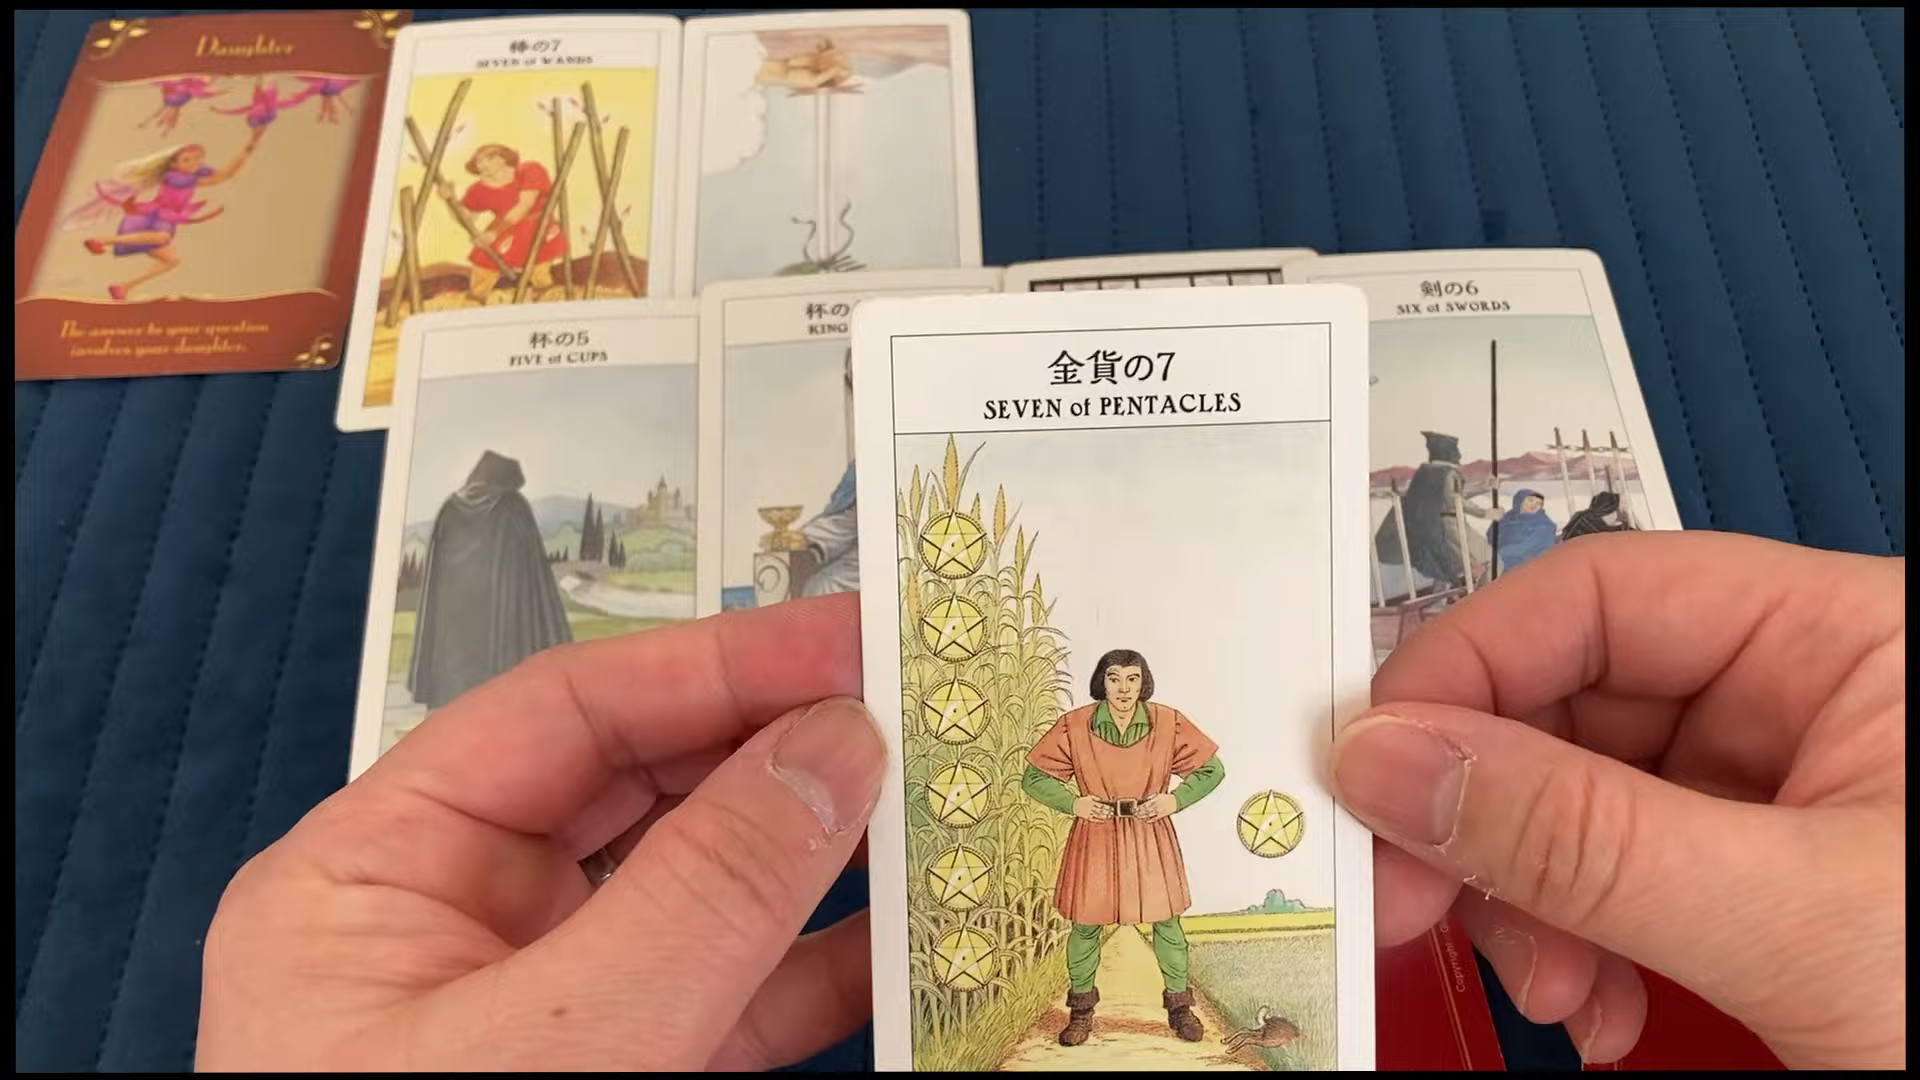 Daughter
The answer to your question
involves your daughter.
棒の7
SEVEN of WANDS
杯の5
FIVE of CUPS
杯の
KING
金貨の7
SEVEN of PENTACLES
剣の6
SIX of SWORDS
Copyright